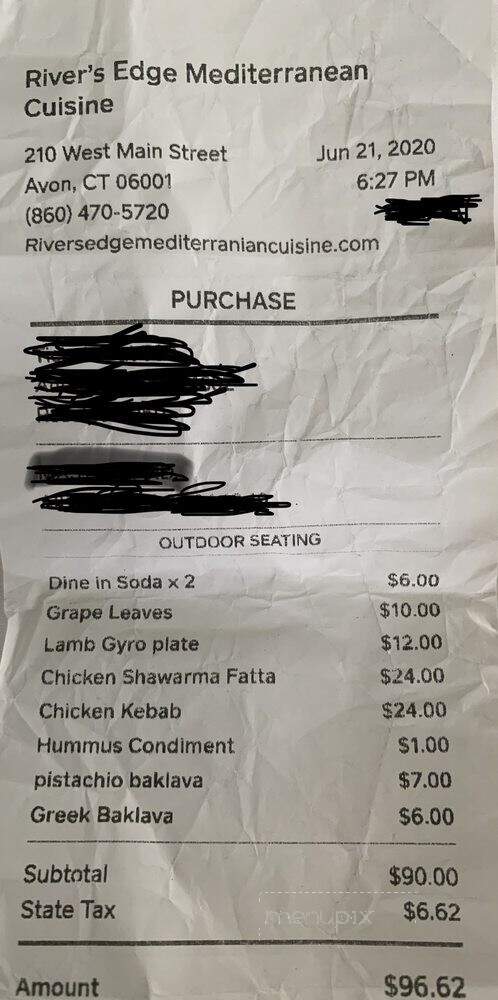 River's Edge Mediterranean
Cuisine
210 West Main Street Jun 21, 2020
Avon, CT 06001 6:27 PM
(860) 470-5720
Riversedgemediterraniancuisine.com
PURCHASE
OUTDOOR SEATING
Dine in Soda x 2 $6.00
Grape Leaves $10.00
Lamb Gyro plate $12.00
Chicken Shawarma Fatta $24.00
Chicken Kebab $24.00
Hummus Condiment $1.00
pistachio baklava $7.00
Greek Baklava $6.00
Subtotal $90.00
State Tax $6.62
menupix
Amount $96.62